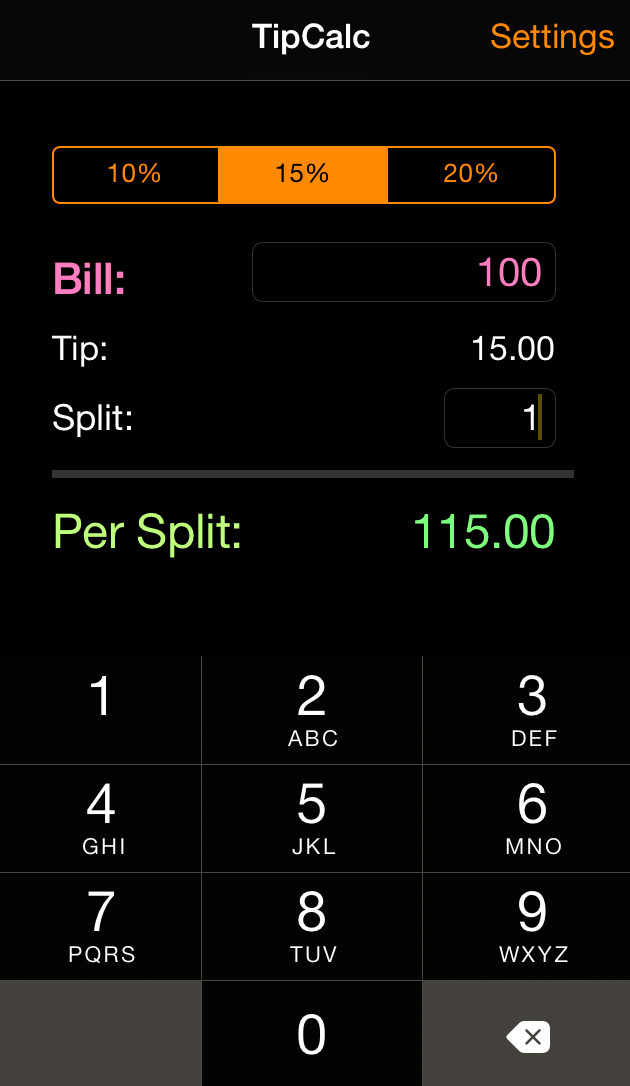 TipCalc Settings
10% 15% 20%
Bill: 100
Tip: 15.00
Split: 1
Per Split: 115.00
1 2 3
ABC DEF
4 5 6
GHI JKL MNO
7 8 9
PQRS TUV WXYZ
0